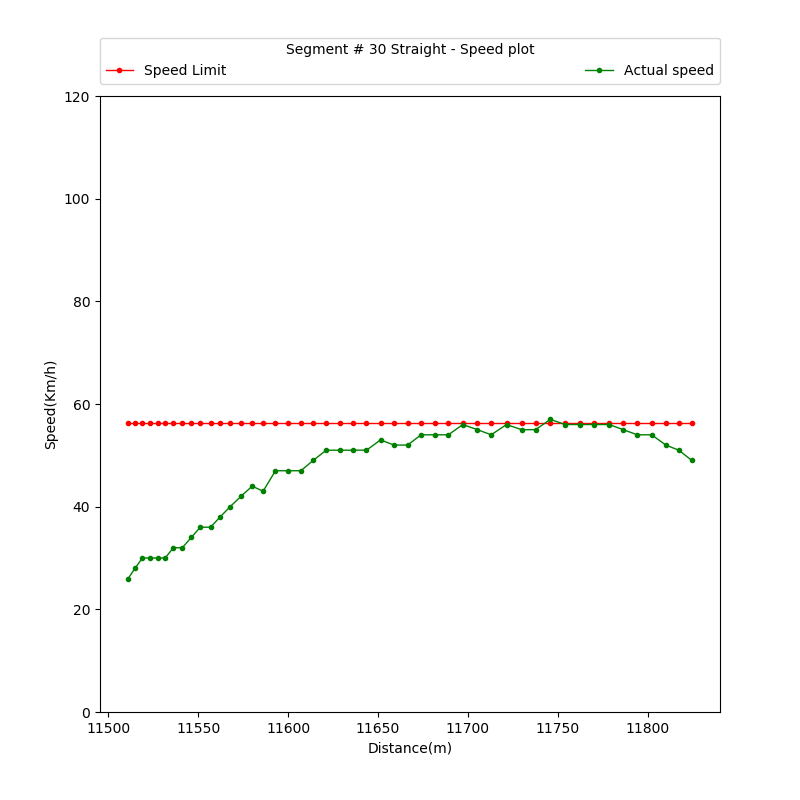 Segment # 30 Straight - Speed plot
Speed Limit
Actual speed
120
100
80
60
40
20
0
Speed(Km/h)
11500
11550
11600
11650
11700
11750
11800
Distance(m)